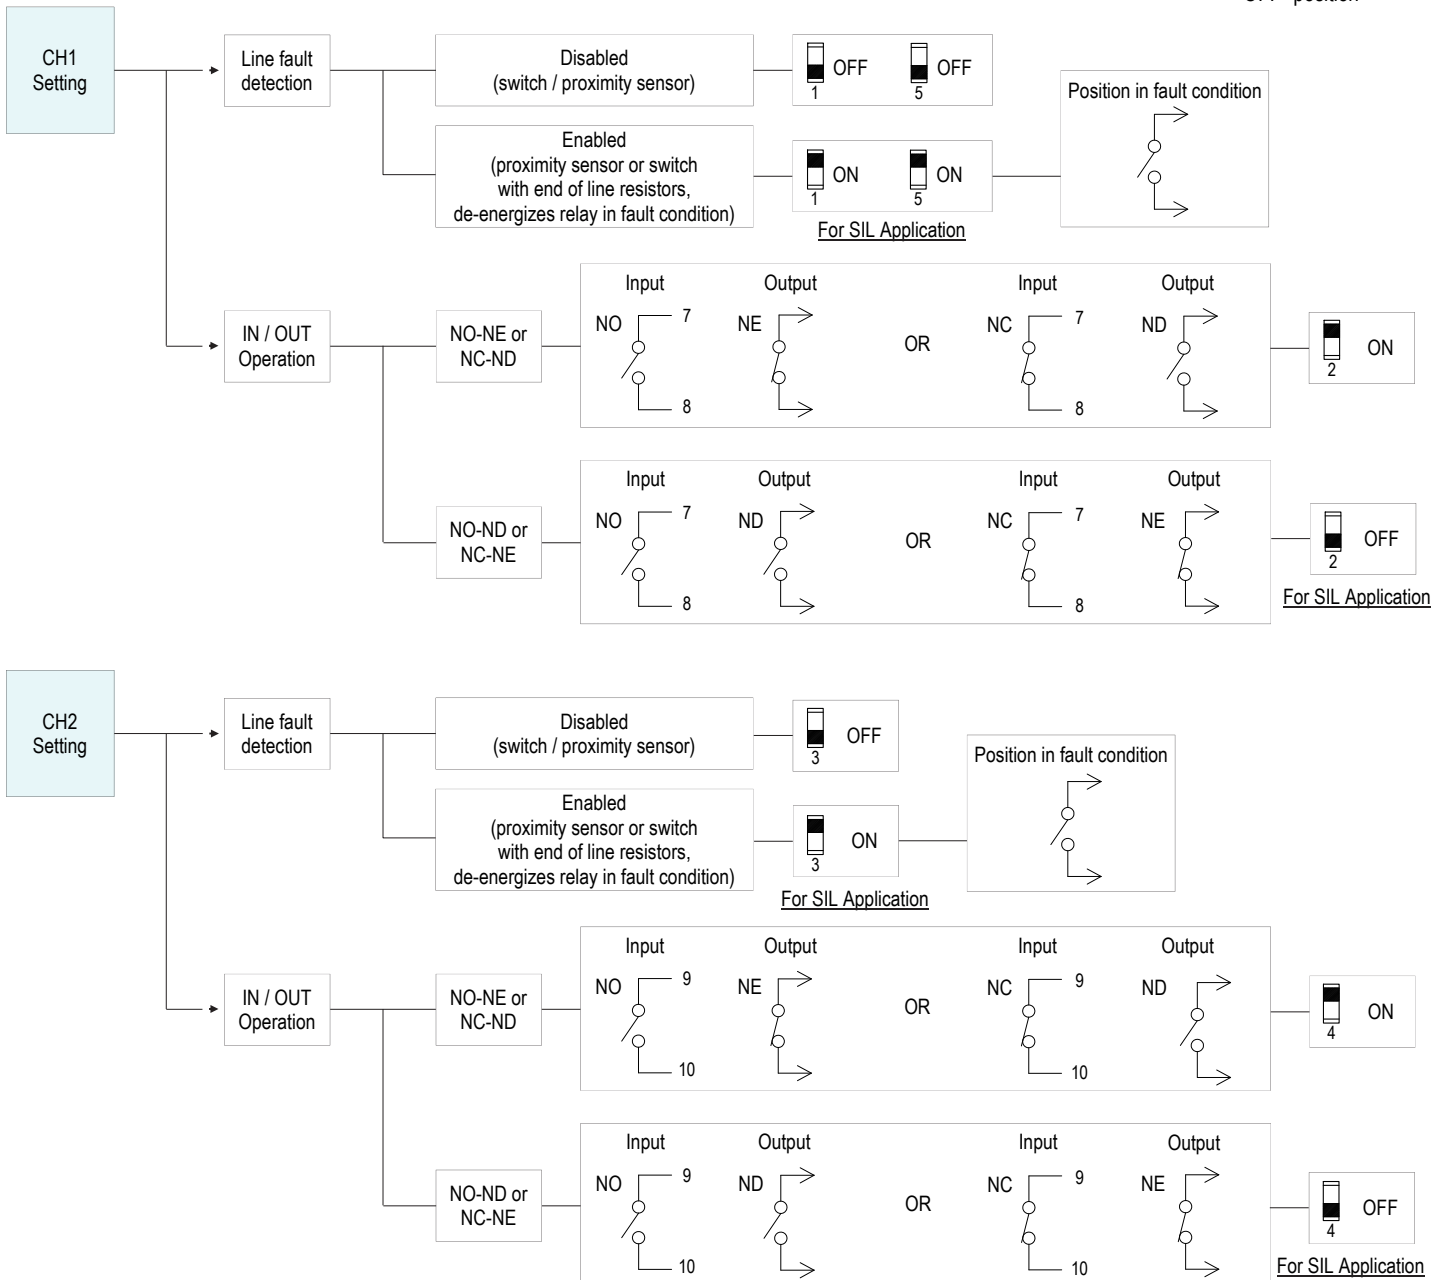 CH1
Setting
Line fault
detection
Disabled
(switch / proximity sensor)
1
OFF
5
OFF
Enabled
(proximity sensor or switch
with end of line resistors,
de-energizes relay in fault condition)
1
ON
5
ON
For SIL Application
Position in fault condition
IN / OUT
Operation
NO-NE or
NC-ND
Input
Output
Input
Output
NO
7
8
NE
OR
NC
7
8
ND
2
ON
NO-ND or
NC-NE
Input
Output
Input
Output
NO
7
8
ND
OR
NC
7
8
NE
2
OFF
For SIL Application
CH2
Setting
Line fault
detection
Disabled
(switch / proximity sensor)
3
OFF
Enabled
(proximity sensor or switch
with end of line resistors,
de-energizes relay in fault condition)
3
ON
For SIL Application
Position in fault condition
IN / OUT
Operation
NO-NE or
NC-ND
Input
Output
Input
Output
NO
9
10
NE
OR
NC
9
10
ND
4
ON
NO-ND or
NC-NE
Input
Output
Input
Output
NO
9
10
ND
OR
NC
9
10
NE
4
OFF
For SIL Application